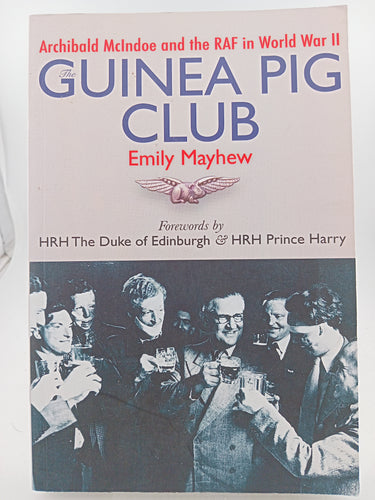 Archibald McIndoe and the RAF in World War II
The
GUINEA PIG
CLUB
Emily Mayhew
Forewords by
HRH The Duke of Edinburgh & HRH Prince Harry